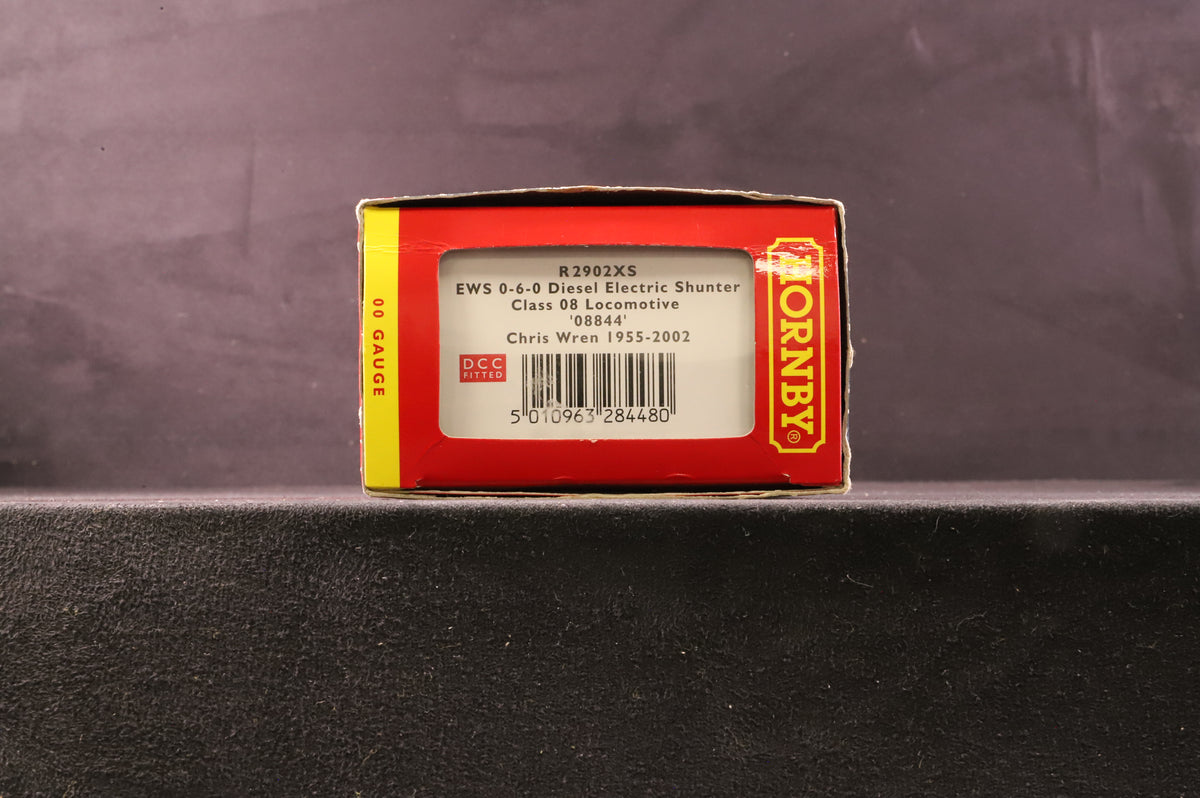 00 GAUGE
R2902XS
EWS 0-6-0 Diesel Electric Shunter
Class 08 Locomotive
'08844'
Chris Wren 1955-2002
DCC
FITTED
5 010963 284480
HORNBY®